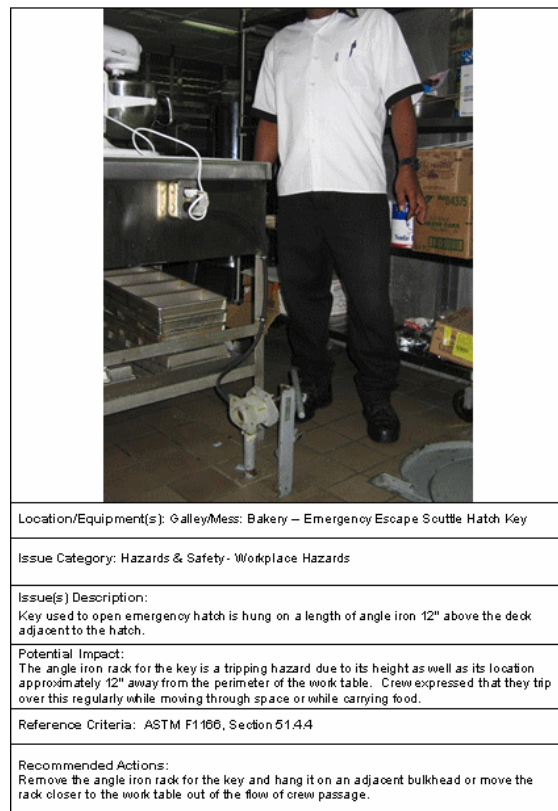 4375
Location/Equipment(s): Galley/Mess: Bakery – Emergency Escape Scuttle Hatch Key
Issue Category: Hazards & Safety- Workplace Hazards
Issue(s) Description:
Key used to open emergency hatch is hung on a length of angle iron 12" above the deck
adjacent to the hatch.
Potential Impact:
The angle iron rack for the key is a tripping hazard due to its height as well as its location
approximately 12" away from the perimeter of the work table. Crew expressed that they trip
over this regularly while moving through space or while carrying food.
Reference Criteria: ASTM F1166, Section 51.4.4
Recommended Actions:
Remove the angle iron rack for the key and hang it on an adjacent bulkhead or move the
rack closer to the work table out of the flow of crew passage.